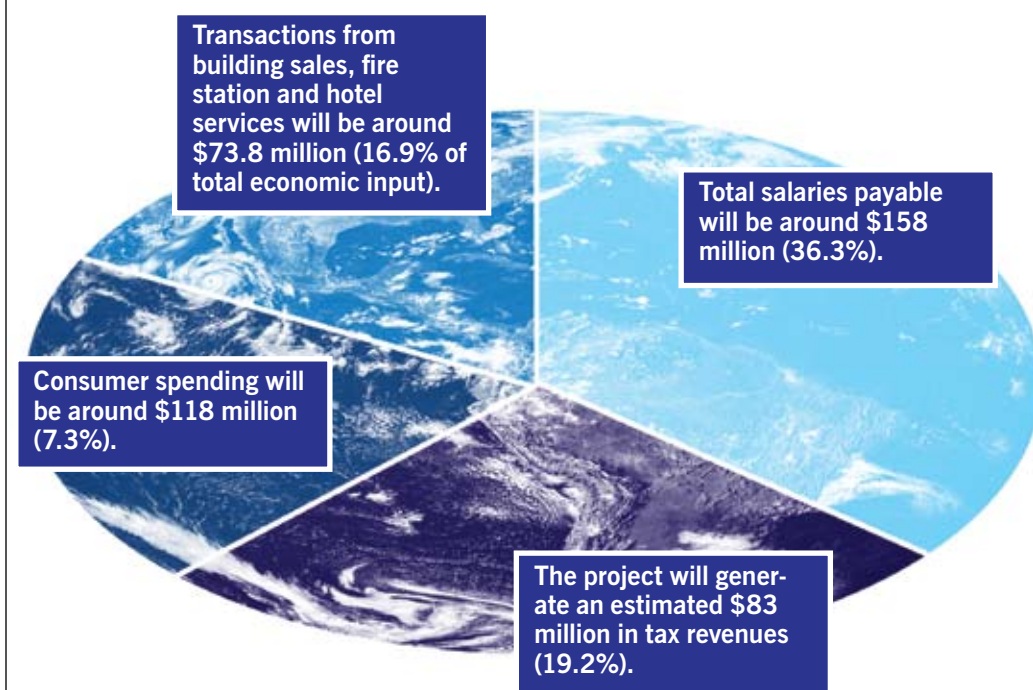 Transactions from
building sales, fire
station and hotel
services will be around
$73.8 million (16.9% of
total economic input).
Total salaries payable
will be around $158
million (36.3%).
Consumer spending will
be around $118 million
(7.3%).
The project will gener-
ate an estimated $83
million in tax revenues
(19.2%).